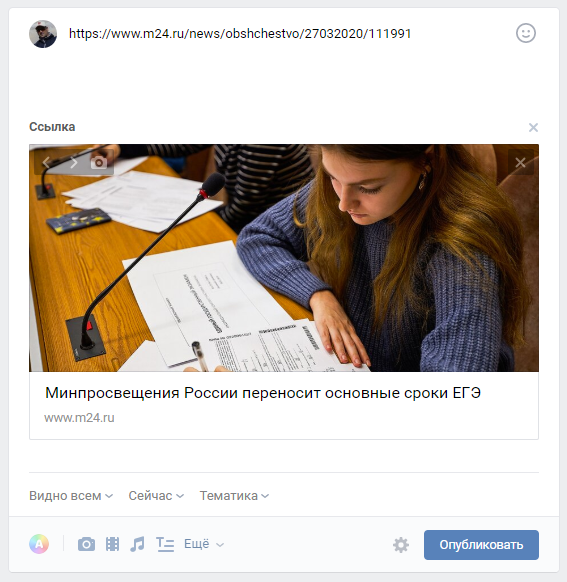 https://www.m24.ru/news/obshchestvo/27032020/111991
Ссылка
Минпросвещения России переносит основные сроки ЕГЭ
www.m24.ru
Видно всем Сейчас Тематика
A Ещё Опубликовать